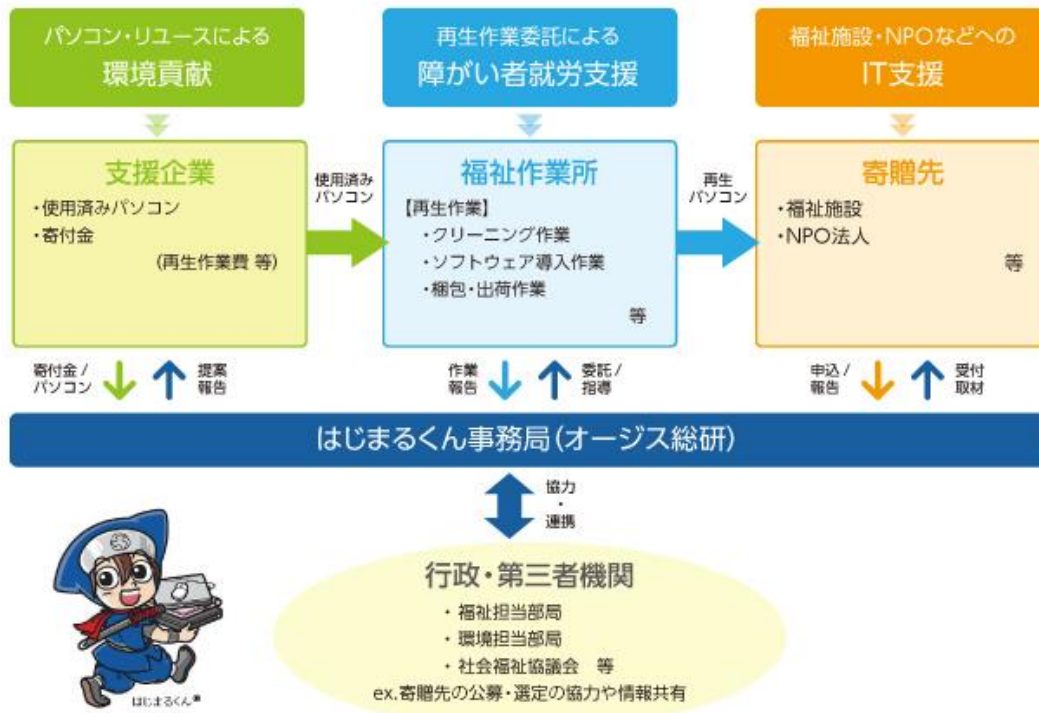 パソコン・リユースによる
環境貢献
再生作業委託による
障がい者就労支援
福祉施設・NPOなどへの
IT支援
支援企業
・使用済みパソコン
・寄付金
(再生作業費 等)
使用済み
パソコン
福祉作業所
【再生作業】
・クリーニング作業
・ソフトウェア導入作業
・梱包・出荷作業
等
再生
パソコン
寄贈先
・福祉施設
・NPO法人
等
寄付金/
パソコン
提案
報告
作業
報告
委託/
指導
申込/
報告
受付
取材
はじまるくん事務局(オージス総研)
協力
・
連携
行政・第三者機関
・ 福祉担当部局
・ 環境担当部局
・ 社会福祉協議会 等
ex.寄贈先の公募・選定の協力や情報共有
はじまるくん®